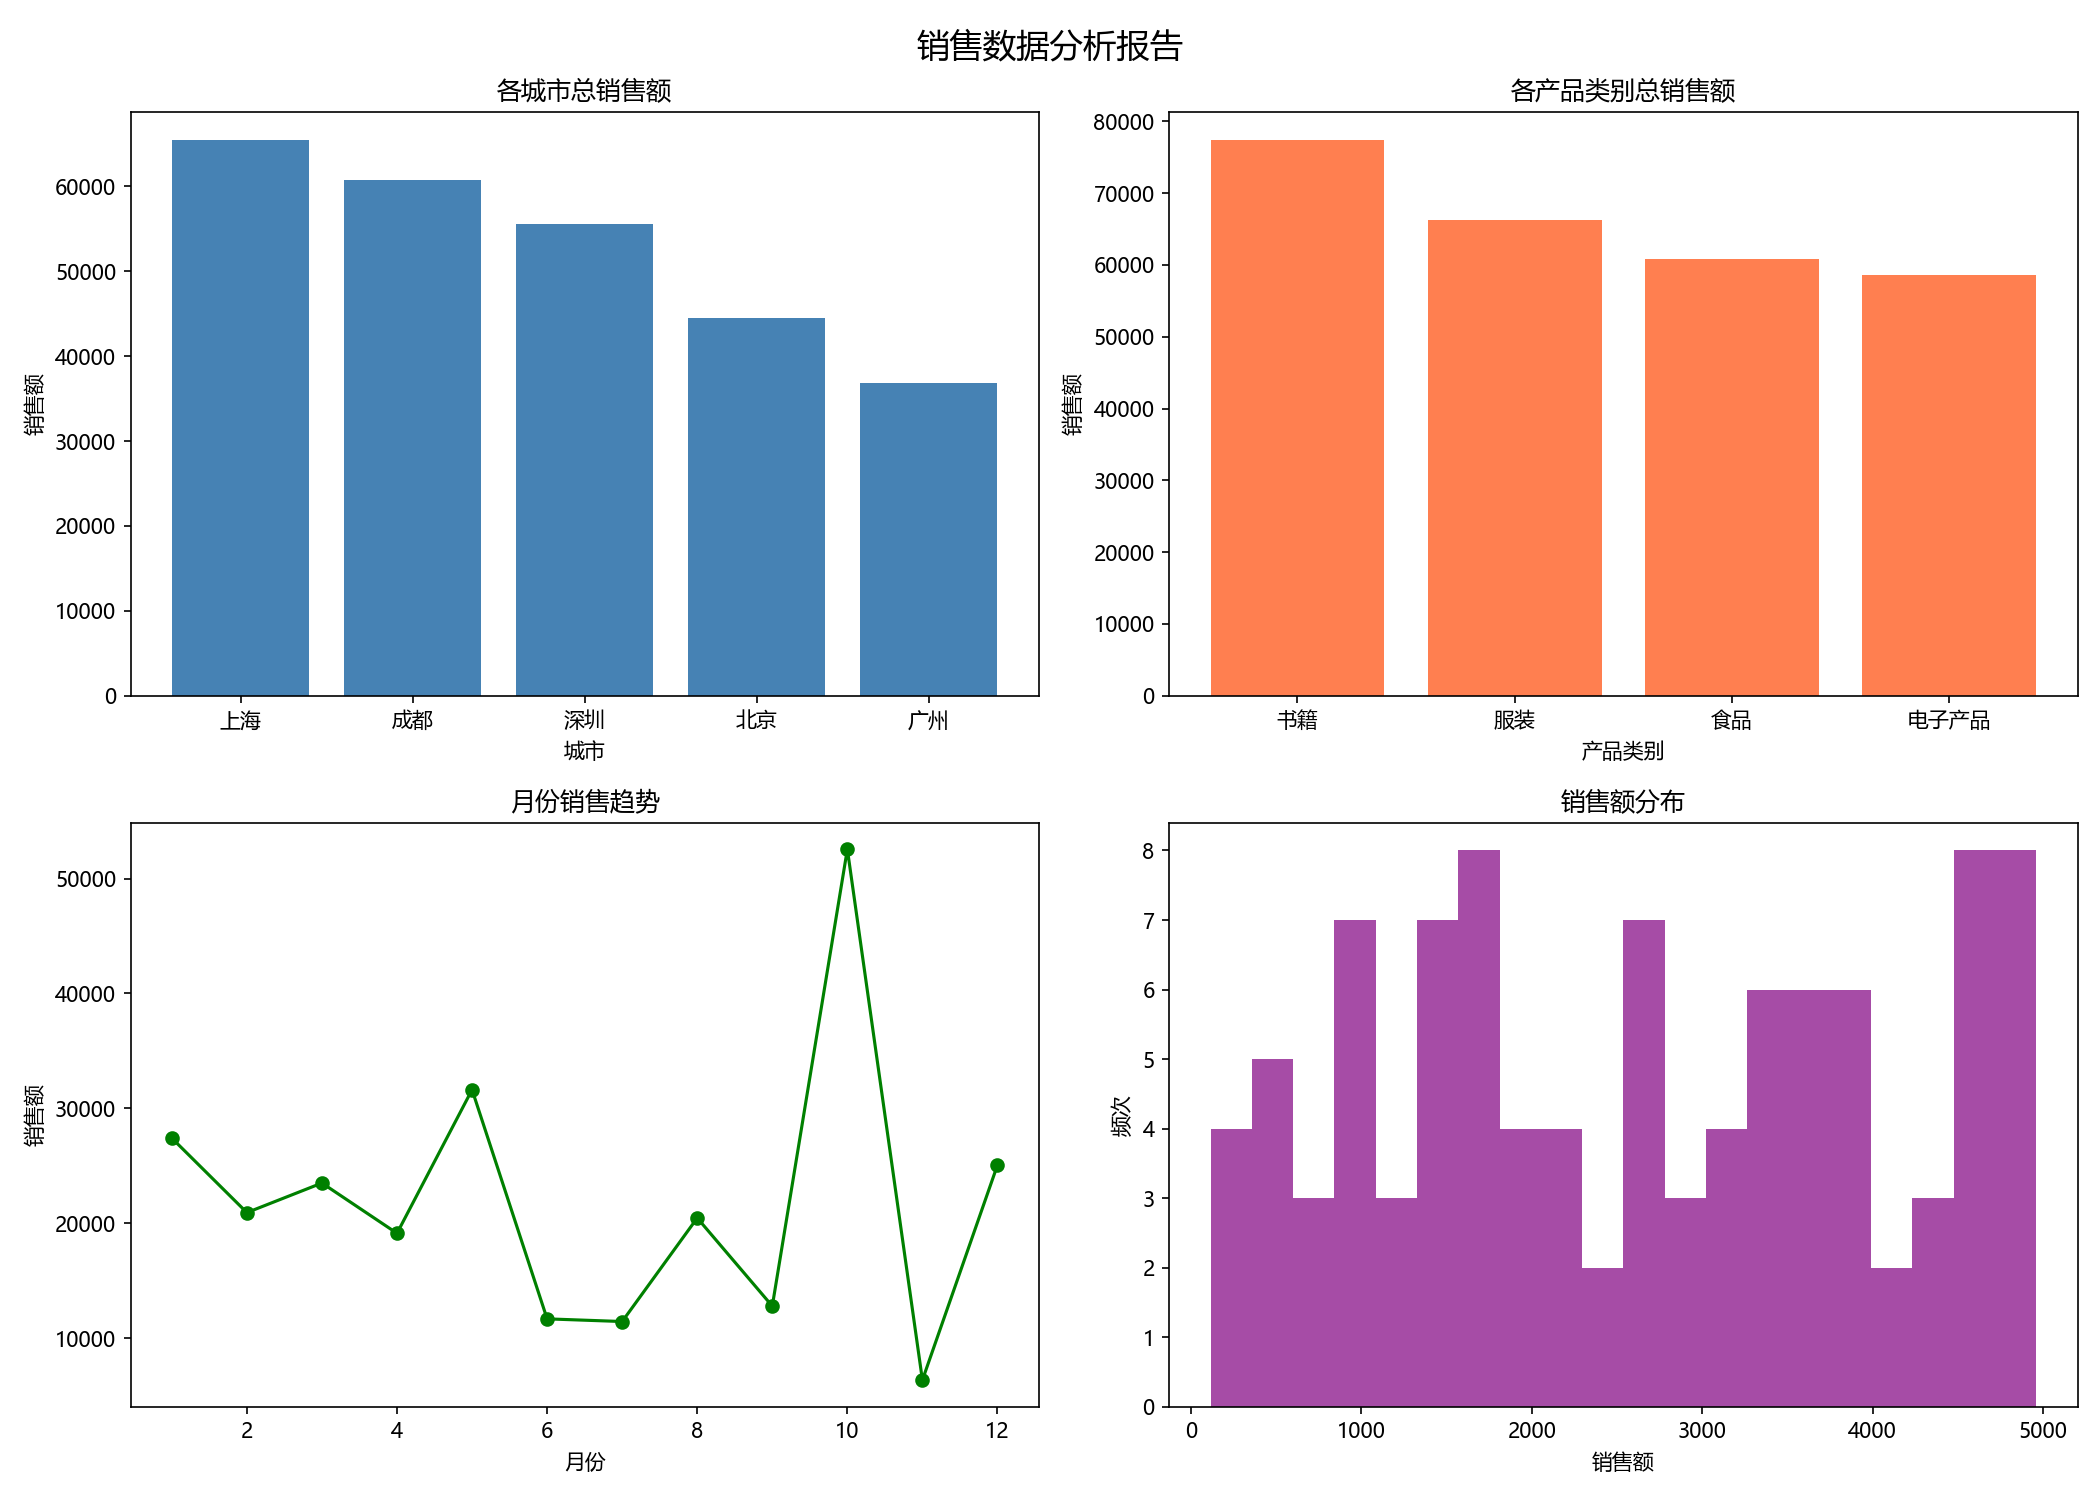 销售数据分析报告
各城市总销售额
销售额
60000
50000
40000
30000
20000
10000
0
上海 成都 深圳 北京 广州
城市
各产品类别总销售额
销售额
80000
70000
60000
50000
40000
30000
20000
10000
0
书籍 服装 食品 电子产品
产品类别
月份销售趋势
销售额
50000
40000
30000
20000
10000
2 4 6 8 10 12
月份
销售额分布
频次
8
7
6
5
4
3
2
1
0
0 1000 2000 3000 4000 5000
销售额